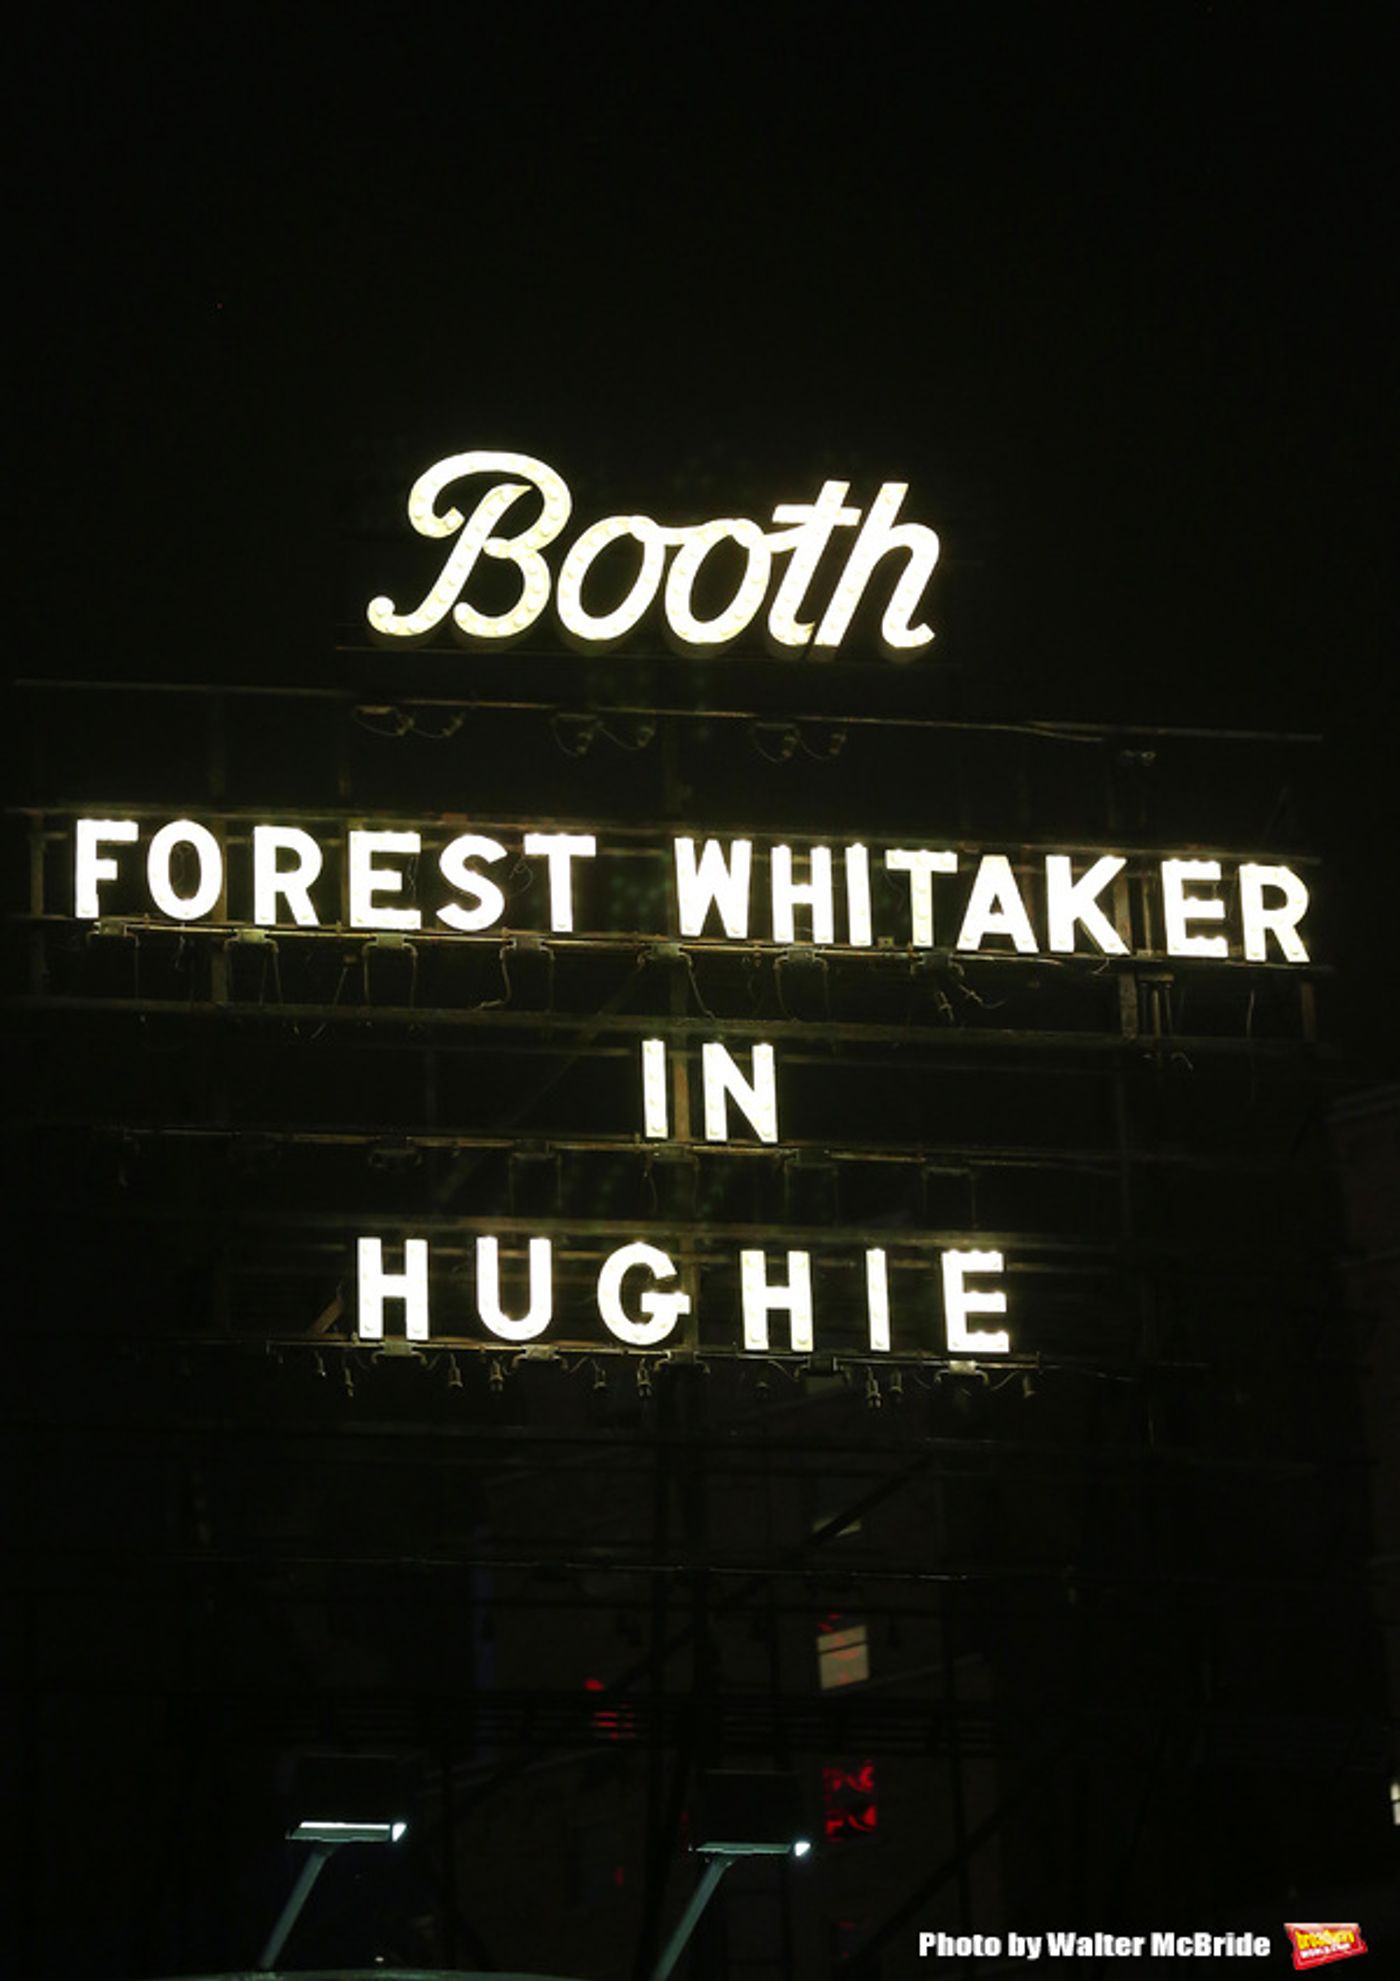 Booth
FOREST WHITAKER
IN
HUGHIE
Photo by Walter McBride